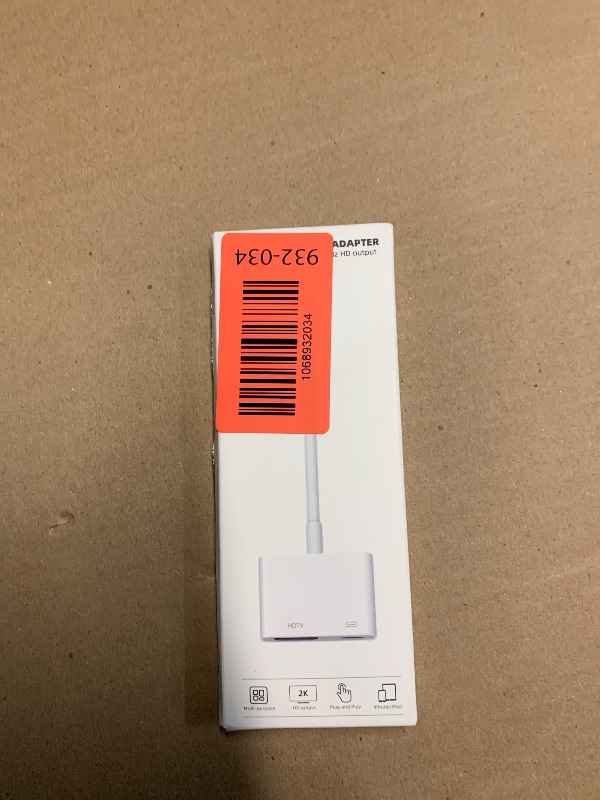 ADAPTER
HD output
932-034
1068932034
HDTV
2K
Multi-purpose
HD output
Plug and Play
iPhone/iPad